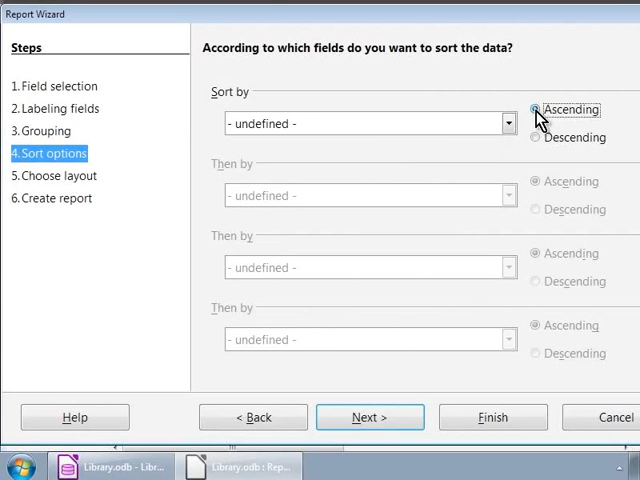 Report Wizard
Steps
According to which fields do you want to sort the data?
1.Field selection
2.Labeling fields
3.Grouping
4.Sort options
5.Choose layout
6.Create report
Sort by
- undefined -
Ascending
Descending
Then by
- undefined -
Ascending
Descending
Then by
- undefined -
Ascending
Descending
Then by
- undefined -
Ascending
Descending
Help
< Back
Next >
Finish
Cancel
Library.odb - Libr...
Library.odb : Rep...